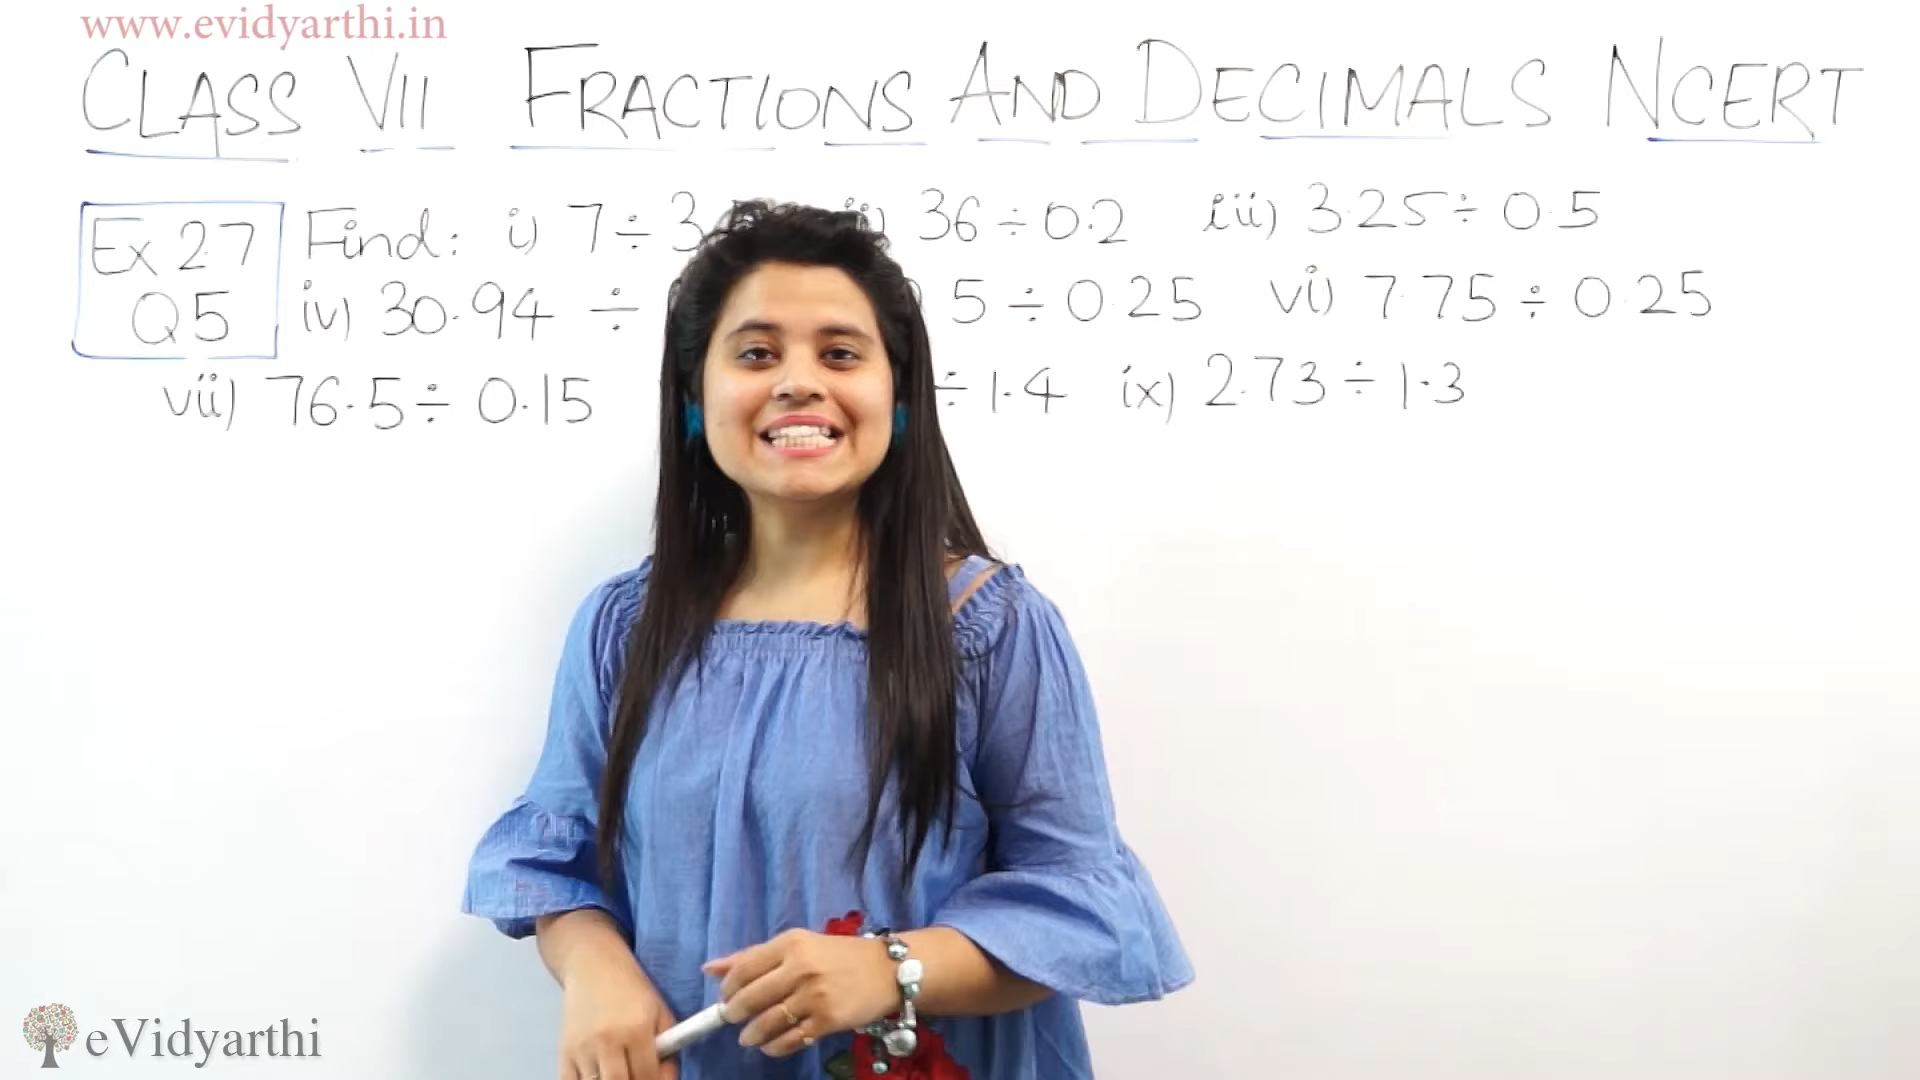 www.evidyarthi.in
CLASS VII FRACTIONS AND DECIMALS NCERT
Ex 2.7 Find: i) 7 ÷ 3 ii) 36 ÷ 0.2 iii) 3.25 ÷ 0.5
Q5 iv) 30.94 ÷ 5 ÷ 0.25 vi) 7.75 ÷ 0.25
vii) 76.5 ÷ 0.15 ÷ 1.4 ix) 2.73 ÷ 1.3
eVidyarthi